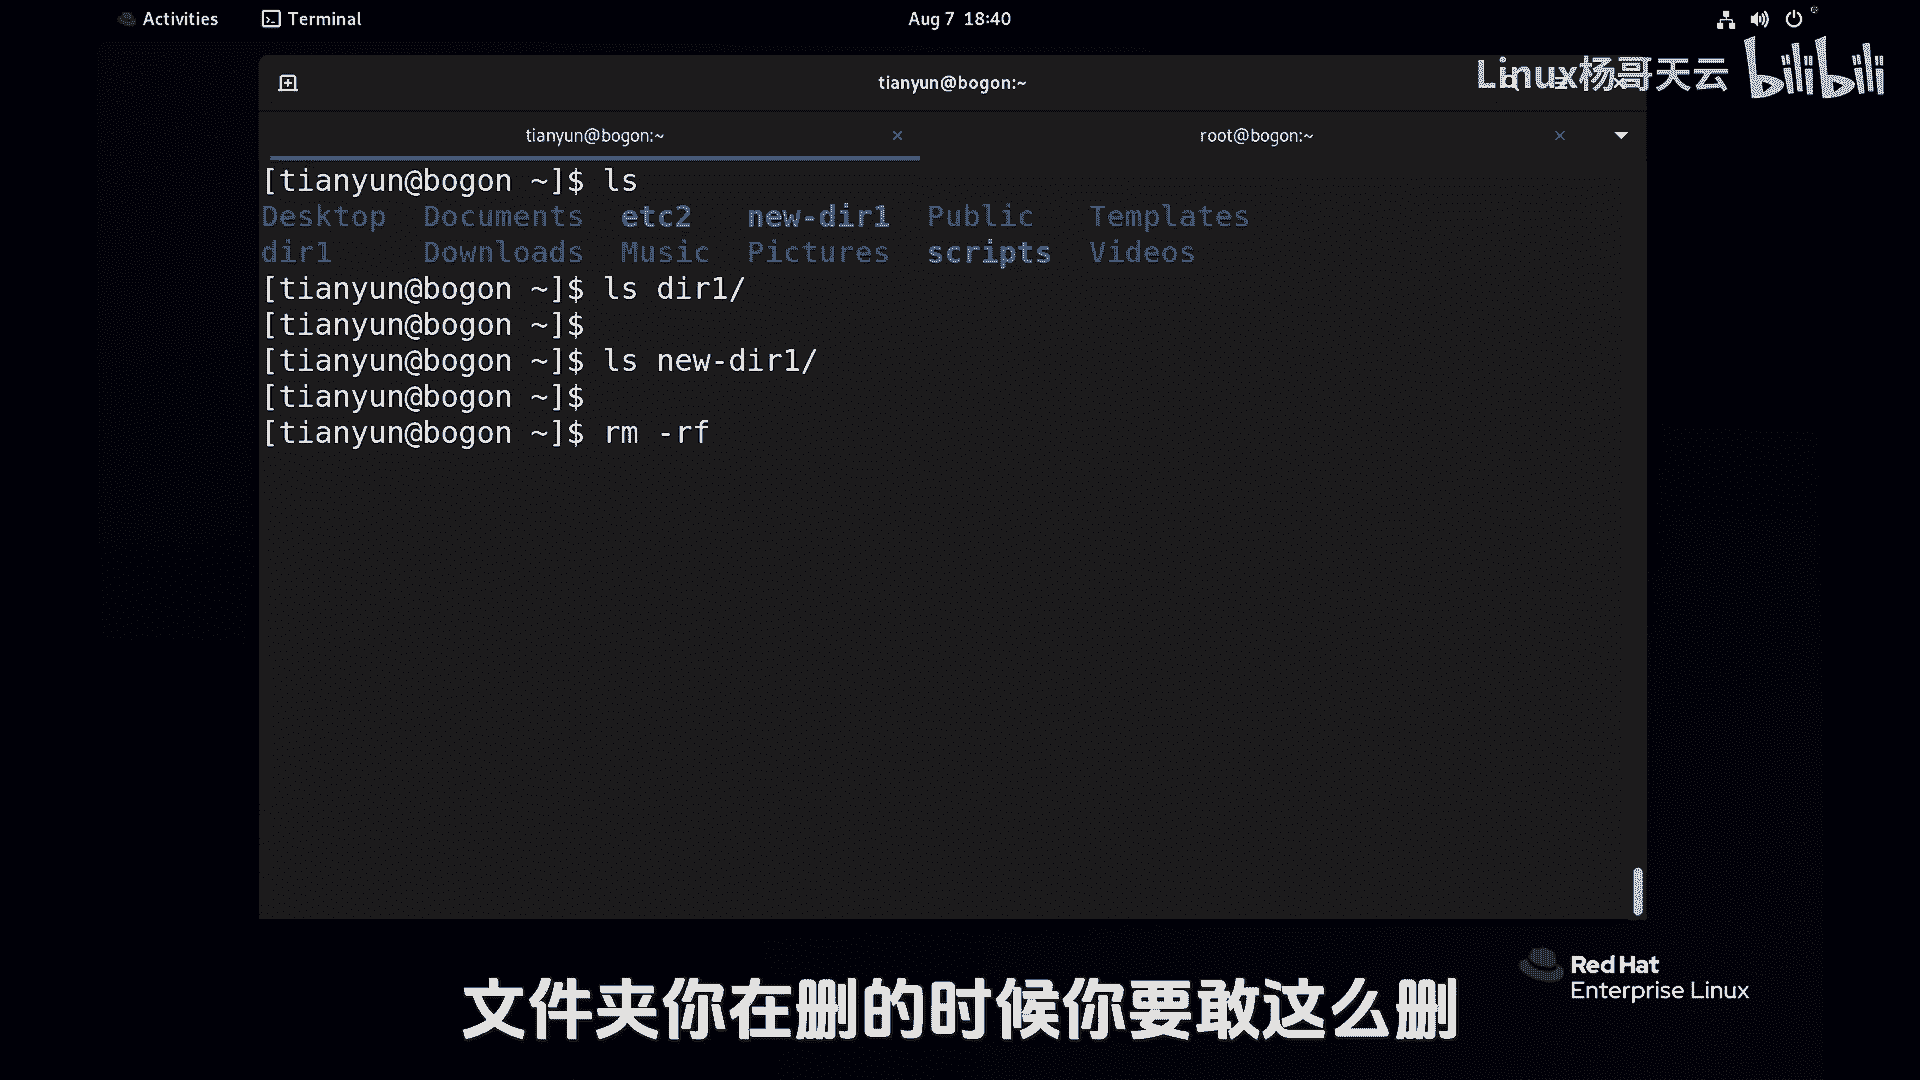 Activities Terminal Aug 7 18:40
Linux杨哥天云 bilibili
tianyun@bogon:~
tianyun@bogon:~ × root@bogon:~ ×
[tianyun@bogon ~]$ ls
Desktop Documents etc2 new-dir1 Public Templates
dir1 Downloads Music Pictures scripts Videos
[tianyun@bogon ~]$ ls dir1/
[tianyun@bogon ~]$
[tianyun@bogon ~]$ ls new-dir1/
[tianyun@bogon ~]$
[tianyun@bogon ~]$ rm -rf
Red Hat
Enterprise Linux
文件夹你在删的时候你要敢这么删